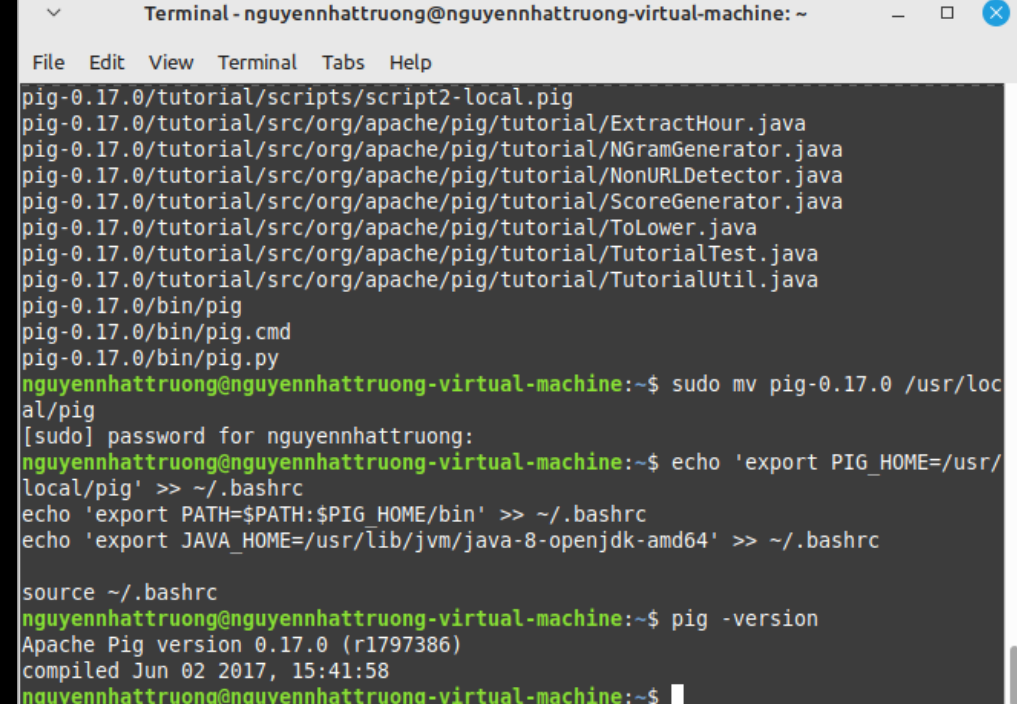 Terminal - nguyennhattruong@nguyennhattruong-virtual-machine: ~
File Edit View Terminal Tabs Help
pig-0.17.0/tutorial/scripts/script2-local.pig
pig-0.17.0/tutorial/src/org/apache/pig/tutorial/ExtractHour.java
pig-0.17.0/tutorial/src/org/apache/pig/tutorial/NGramGenerator.java
pig-0.17.0/tutorial/src/org/apache/pig/tutorial/NonURLDetector.java
pig-0.17.0/tutorial/src/org/apache/pig/tutorial/ScoreGenerator.java
pig-0.17.0/tutorial/src/org/apache/pig/tutorial/ToLower.java
pig-0.17.0/tutorial/src/org/apache/pig/tutorial/TutorialTest.java
pig-0.17.0/tutorial/src/org/apache/pig/tutorial/TutorialUtil.java
pig-0.17.0/bin/pig
pig-0.17.0/bin/pig.cmd
pig-0.17.0/bin/pig.py
nguyennhattruong@nguyennhattruong-virtual-machine:~$ sudo mv pig-0.17.0 /usr/loc
al/pig
[sudo] password for nguyennhattruong:
nguyennhattruong@nguyennhattruong-virtual-machine:~$ echo 'export PIG_HOME=/usr/
local/pig' >> ~/.bashrc
echo 'export PATH=$PATH:$PIG_HOME/bin' >> ~/.bashrc
echo 'export JAVA_HOME=/usr/lib/jvm/java-8-openjdk-amd64' >> ~/.bashrc
source ~/.bashrc
nguyennhattruong@nguyennhattruong-virtual-machine:~$ pig -version
Apache Pig version 0.17.0 (r1797386)
compiled Jun 02 2017, 15:41:58
nguyennhattruong@nguyennhattruong-virtual-machine:~$